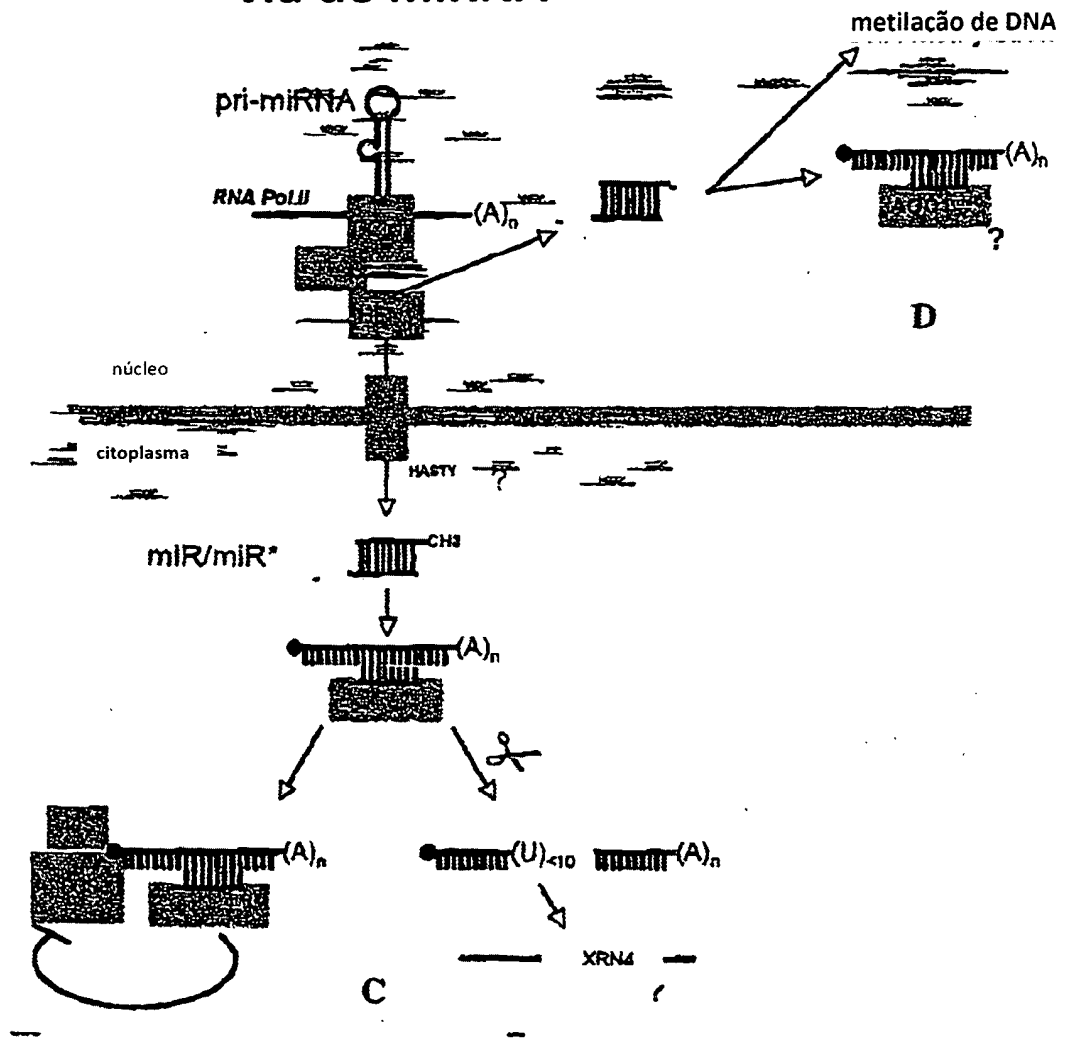 metilação de DNA
pri-miRNA
RNA PolII
(A)n
(A)n
?
D
núcleo
citoplasma
HASTY
?
miR/miR*
CH3
(A)n
(A)n
(U)<10
(A)n
XRN4
C